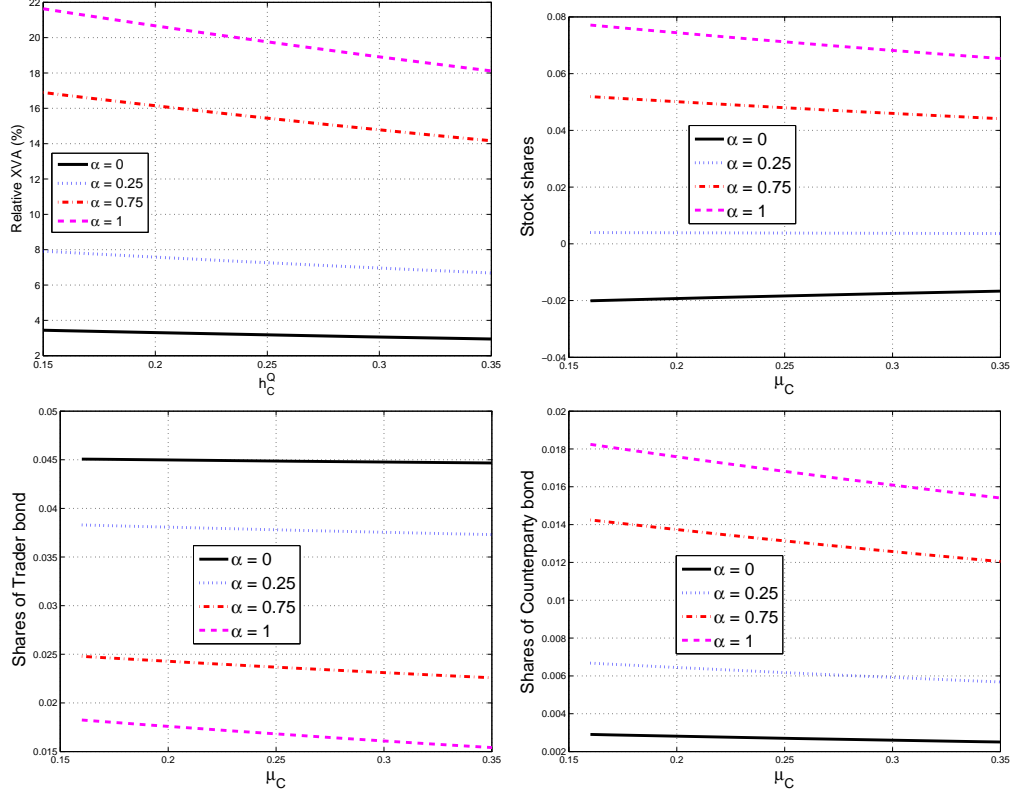 22
20
18
16
14
12
10
8
6
4
2
Relative XVA (%)
α = 0
α = 0.25
α = 0.75
α = 1
0.15 0.2 0.25 0.3 0.35
h_C^Q
0.08
0.06
0.04
0.02
0
−0.02
−0.04
Stock shares
α = 0
α = 0.25
α = 0.75
α = 1
0.15 0.2 0.25 0.3 0.35
μ_C
0.05
0.045
0.04
0.035
0.03
0.025
0.02
0.015
Shares of Trader bond
α = 0
α = 0.25
α = 0.75
α = 1
0.15 0.2 0.25 0.3 0.35
μ_C
0.02
0.018
0.016
0.014
0.012
0.01
0.008
0.006
0.004
0.002
Shares of Counterparty bond
α = 0
α = 0.25
α = 0.75
α = 1
0.15 0.2 0.25 0.3 0.35
μ_C